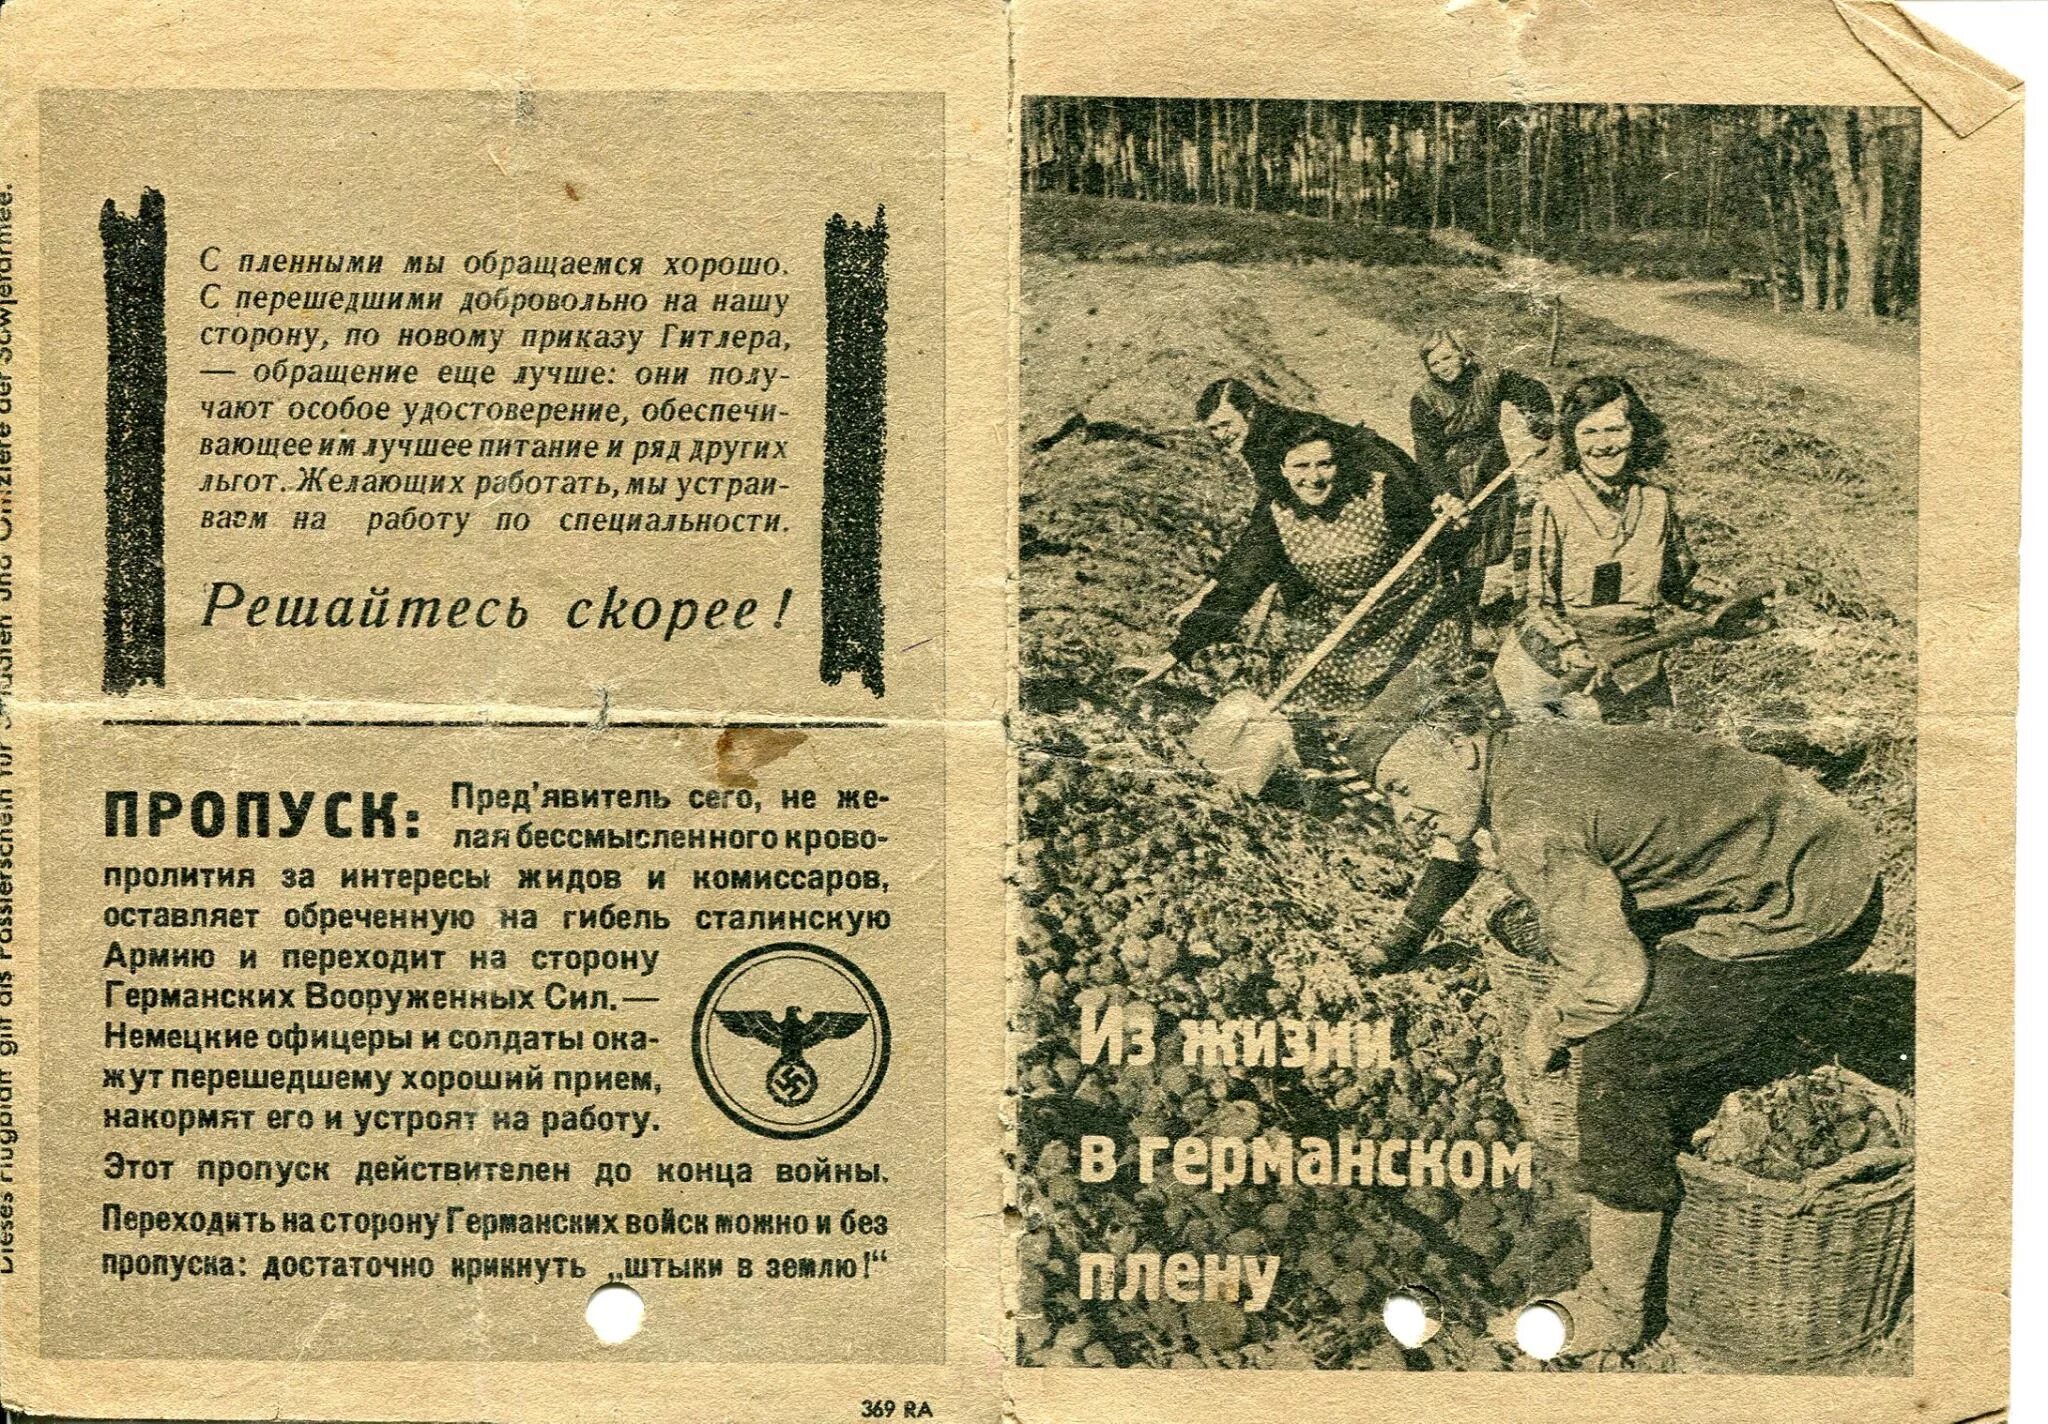 С пленными мы обращаемся хорошо.
С перешедшими добровольно на нашу
сторону, по новому приказу Гитлера,
— обращение еще лучше: они полу-
чают особое удостоверение, обеспечи-
вающее им лучшее питание и ряд других
льгот. Желающих работать, мы устраи-
ваем на работу по специальности.
Решайтесь скорее!
ПРОПУСК: Пред'явитель сего, не же-
лая бессмысленного крово-
пролития за интересы жидов и комиссаров,
оставляет обреченную на гибель сталинскую
Армию и переходит на сторону
Германских Вооруженных Сил. —
Немецкие офицеры и солдаты ока-
жут перешедшему хороший прием,
накормят его и устроят на работу.
Этот пропуск действителен до конца войны.
Переходить на сторону Германских войск можно и без
пропуска: достаточно крикнуть „штыки в землю!“
Dieses Flugblatt gilt als Passierschein für Soldaten und Offiziere der Sowjetarmee.
369 RA
Из жизни
в германском
плену